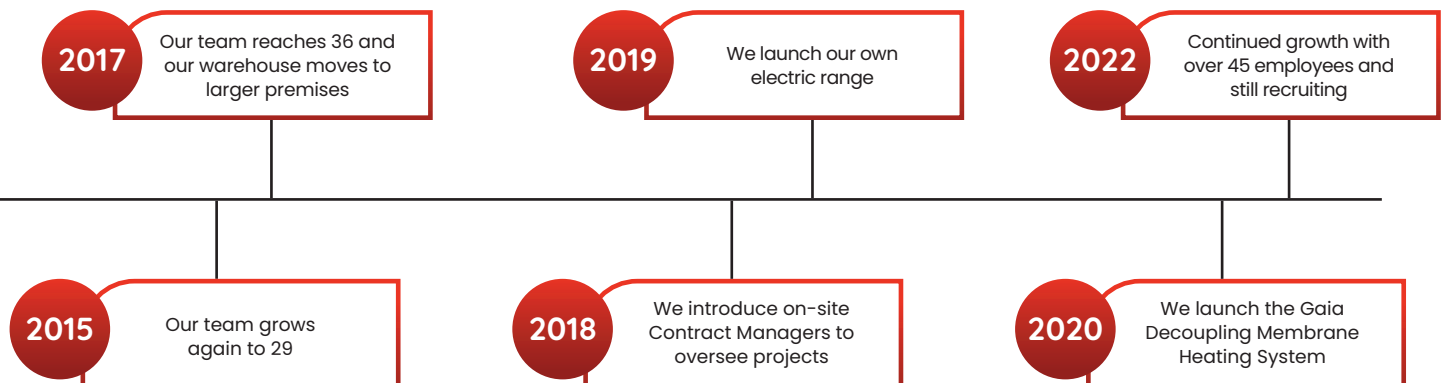 2017
Our team reaches 36 and
our warehouse moves to
larger premises
2019
We launch our own
electric range
2022
Continued growth with
over 45 employees and
still recruiting
2015
Our team grows
again to 29
2018
We introduce on-site
Contract Managers to
oversee projects
2020
We launch the Gaia
Decoupling Membrane
Heating System